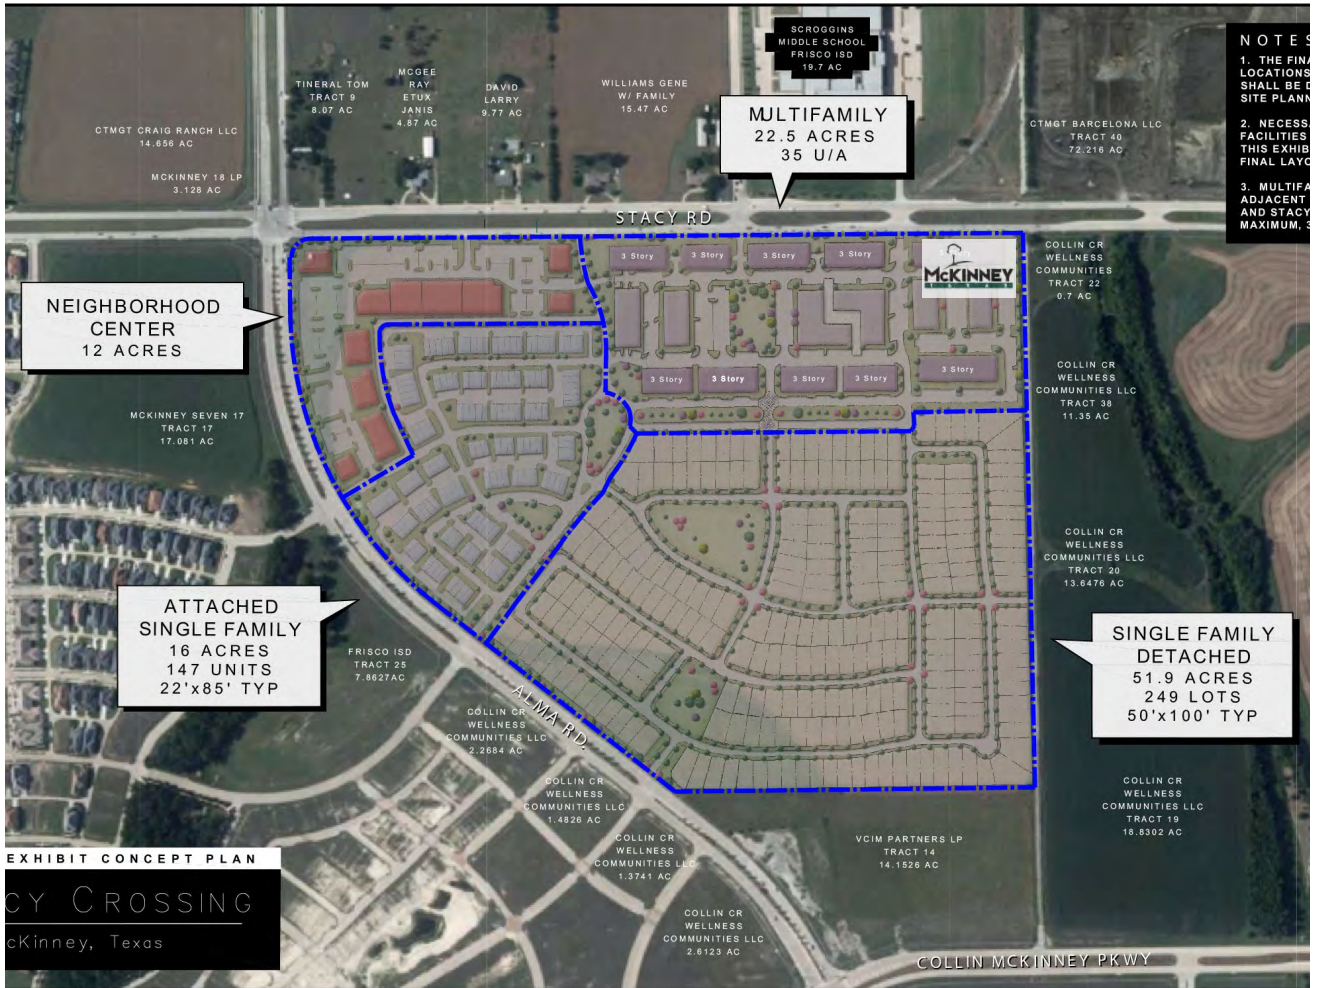 SCROGGINS
MIDDLE SCHOOL
FRISCO ISD
19.7 AC
NOTES
1. THE FINA
LOCATIONS
SHALL BE D
SITE PLANN
2. NECESSA
FACILITIES
THIS EXHIB
FINAL LAYO
3. MULTIFA
ADJACENT
AND STACY
MAXIMUM, 3
TINERAL TOM
TRACT 9
8.07 AC
MCGEE
RAY
ETUX
JANIS
4.87 AC
DAVID
LARRY
9.77 AC
WILLIAMS GENE
W/ FAMILY
15.47 AC
MULTIFAMILY
22.5 ACRES
35 U/A
CTMGT CRAIG RANCH LLC
14.656 AC
CTMGT BARCELONA LLC
TRACT 40
72.216 AC
MCKINNEY 18 LP
3.128 AC
STACY RD
3 Story
3 Story
3 Story
3 Story
McKINNEY
TEXAS
COLLIN CR
WELLNESS
COMMUNITIES
TRACT 22
0.7 AC
NEIGHBORHOOD
CENTER
12 ACRES
3 Story
3 Story
3 Story
3 Story
3 Story
COLLIN CR
WELLNESS
COMMUNITIES LLC
TRACT 38
11.35 AC
MCKINNEY SEVEN 17
TRACT 17
17.081 AC
COLLIN CR
WELLNESS
COMMUNITIES LLC
TRACT 20
13.6476 AC
ATTACHED
SINGLE FAMILY
16 ACRES
147 UNITS
22'x85' TYP
FRISCO ISD
TRACT 25
7.8627AC
SINGLE FAMILY
DETACHED
51.9 ACRES
249 LOTS
50'x100' TYP
ALMA RD.
COLLIN CR
WELLNESS
COMMUNITIES LLC
2.2684 AC
COLLIN CR
WELLNESS
COMMUNITIES LLC
1.4826 AC
COLLIN CR
WELLNESS
COMMUNITIES LLC
1.3741 AC
VCIM PARTNERS LP
TRACT 14
14.1526 AC
COLLIN CR
WELLNESS
COMMUNITIES LLC
TRACT 19
18.8302 AC
EXHIBIT CONCEPT PLAN
CY CROSSING
cKinney, Texas
COLLIN CR
WELLNESS
COMMUNITIES LLC
2.6123 AC
COLLIN MCKINNEY PKWY